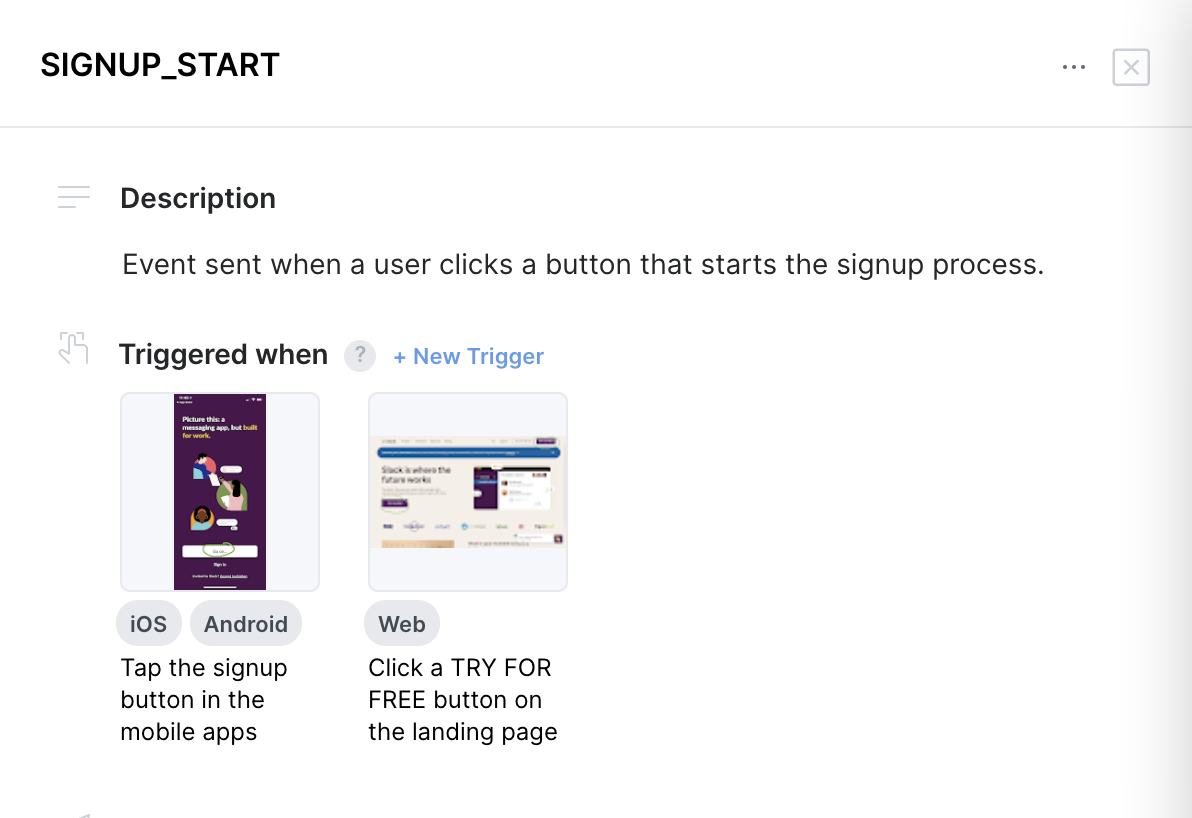 SIGNUP_START
Description
Event sent when a user clicks a button that starts the signup process.
Triggered when ? + New Trigger
Picture this: a
messaging app, but built
for work.
Sign in
Slack is where the
future works
iOS Android
Tap the signup
button in the
mobile apps
Web
Click a TRY FOR
FREE button on
the landing page